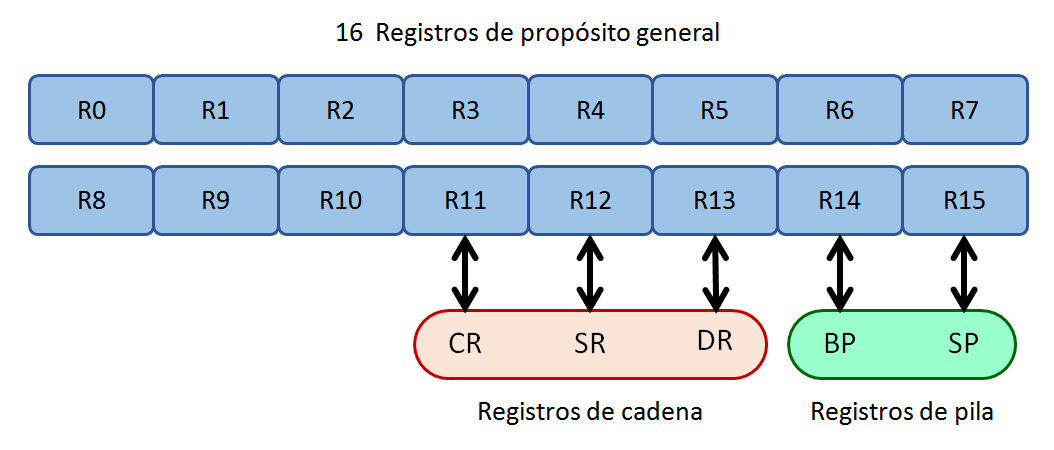 16 Registros de propósito general
R0 R1 R2 R3 R4 R5 R6 R7
R8 R9 R10 R11 R12 R13 R14 R15
CR SR DR BP SP
Registros de cadena Registros de pila